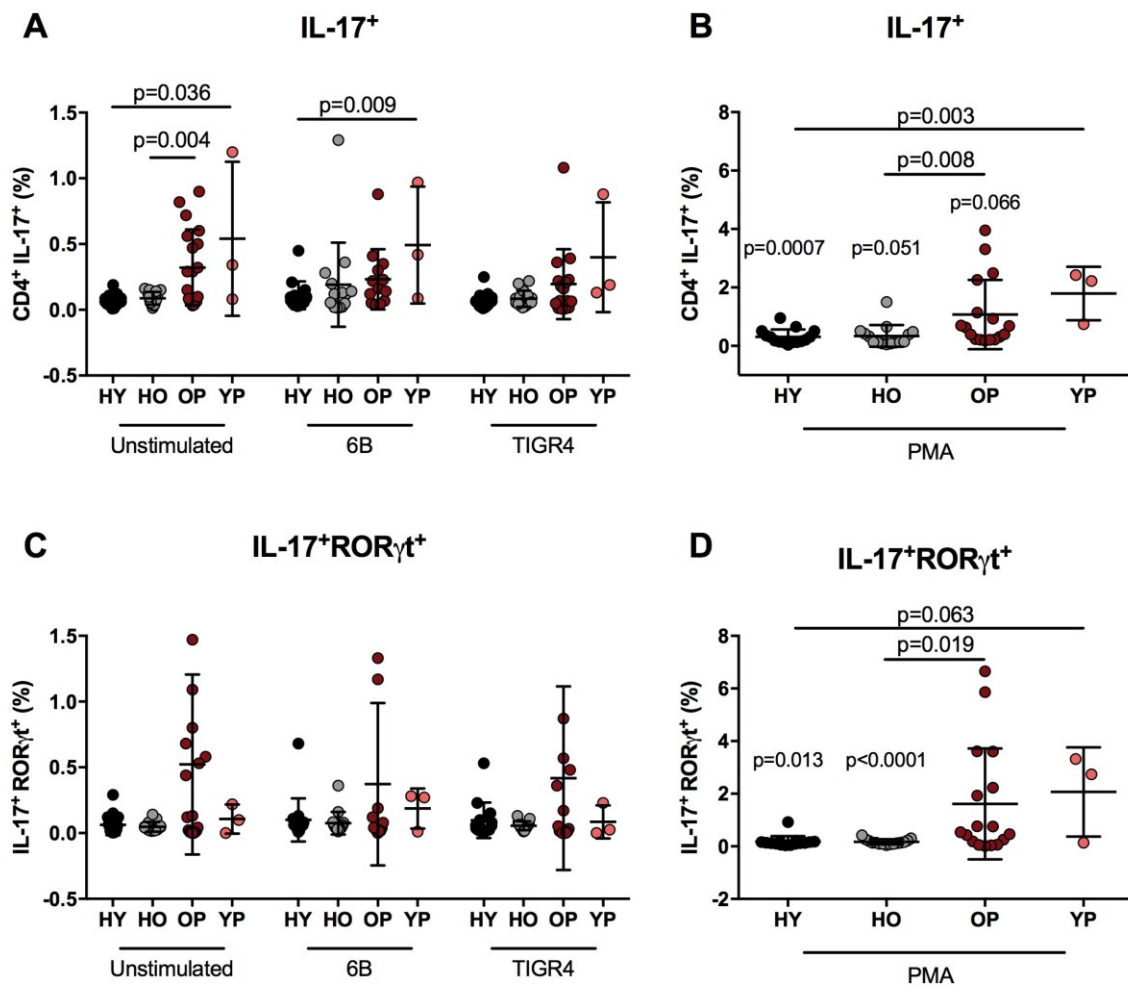 A
IL-17⁺
p=0.036
p=0.004
p=0.009
CD4⁺ IL-17⁺ (%)
1.5
1.0
0.5
0.0
-0.5
HY HO OP YP HY HO OP YP HY HO OP YP
Unstimulated 6B TIGR4
B
IL-17⁺
p=0.003
p=0.008
p=0.066
p=0.0007
p=0.051
CD4⁺ IL-17⁺ (%)
8
6
4
2
0
HY HO OP YP
PMA
C
IL-17⁺RORγt⁺
IL-17⁺ RORγt⁺ (%)
1.5
1.0
0.5
0.0
-0.5
HY HO OP YP HY HO OP YP HY HO OP YP
Unstimulated 6B TIGR4
D
IL-17⁺RORγt⁺
p=0.063
p=0.019
p=0.013
p<0.0001
IL-17⁺ RORγt⁺ (%)
8
6
4
2
0
-2
HY HO OP YP
PMA